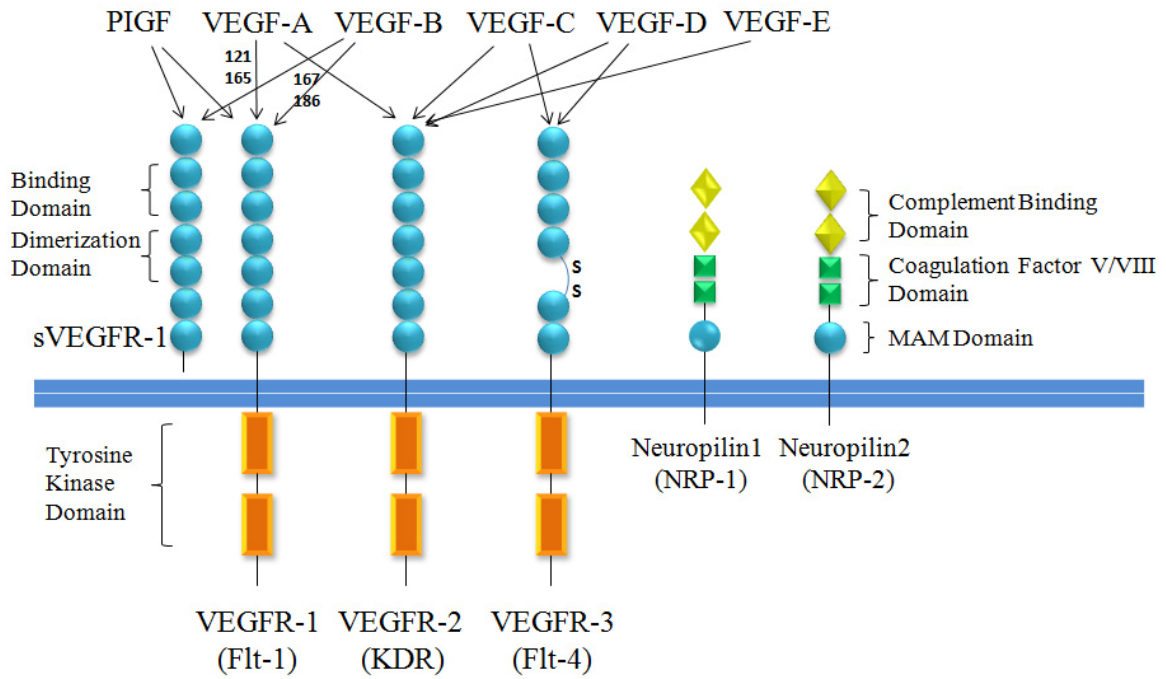 PIGF VEGF-A VEGF-B VEGF-C VEGF-D VEGF-E
121
165
167
186
Binding
Domain
Dimerization
Domain
sVEGFR-1
S
S
Complement Binding
Domain
Coagulation Factor V/VIII
Domain
MAM Domain
Tyrosine
Kinase
Domain
Neuropilin1
(NRP-1)
Neuropilin2
(NRP-2)
VEGFR-1
(Flt-1)
VEGFR-2
(KDR)
VEGFR-3
(Flt-4)